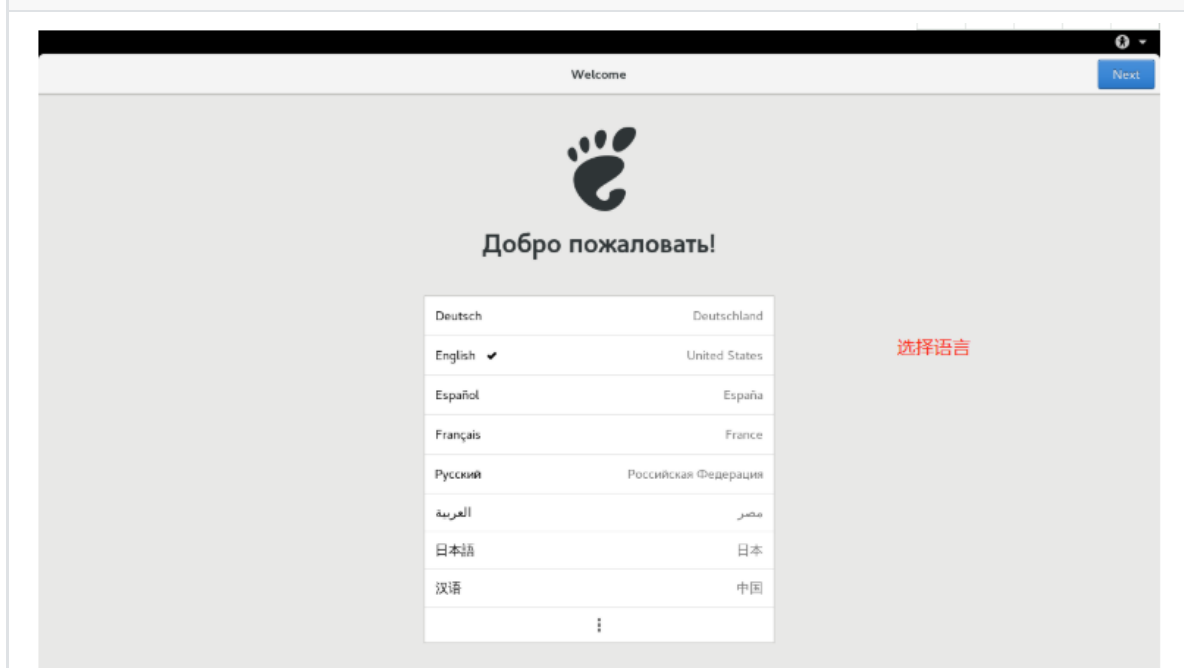 Welcome
Next
Добро пожаловать!
Deutsch Deutschland
English ✔ United States
选择语言
Español España
Français France
Русский Российская Федерация
العربية مصر
日本語 日本
汉语 中国